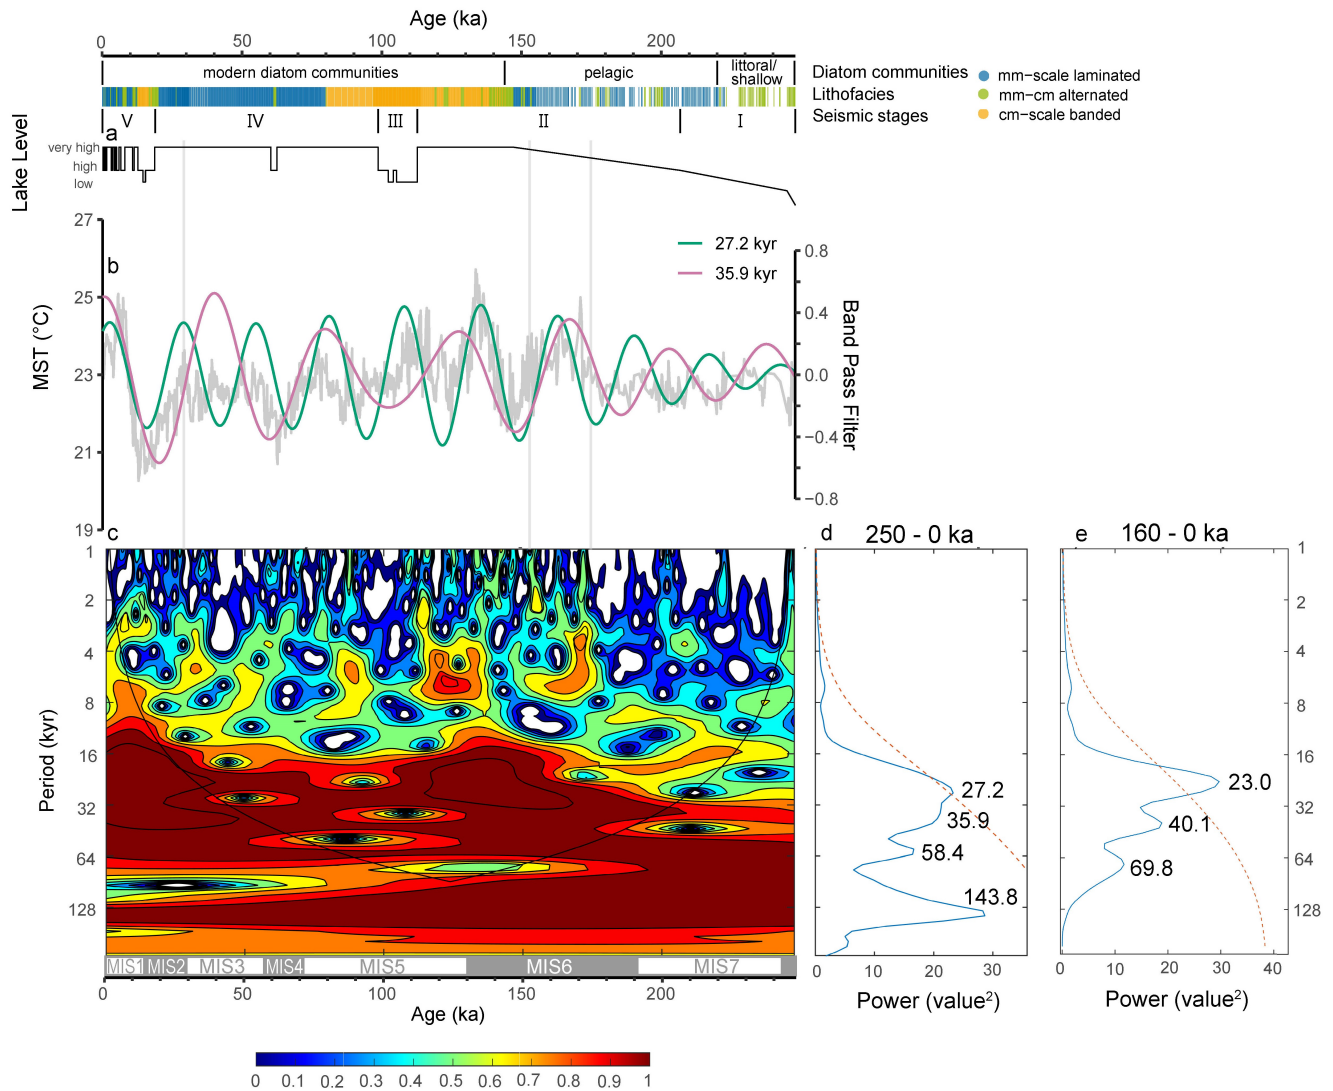 Age (ka)
0 50 100 150 200
modern diatom communities pelagic littoral/
shallow
Diatom communities
Lithofacies
Seismic stages
mm−scale laminated
mm−cm alternated
cm−scale banded
V IV III II I
a
Lake Level
very high
high
low
27
25
23
21
19
MST (°C)
b
27.2 kyr
35.9 kyr
0.8
0.4
0.0
−0.4
−0.8
Band Pass Filter
c
1
2
4
8
16
32
64
128
Period (kyr)
MIS1 MIS2 MIS3 MIS4 MIS5 MIS6 MIS7
0 50 100 150 200
Age (ka)
0 0.1 0.2 0.3 0.4 0.5 0.6 0.7 0.8 0.9 1
d 250 - 0 ka
2
4
8
16
32
64
128
27.2
35.9
58.4
143.8
0 10 20 30
Power (value²)
e 160 - 0 ka
1
2
4
8
16
32
64
128
23.0
40.1
69.8
0 10 20 30 40
Power (value²)